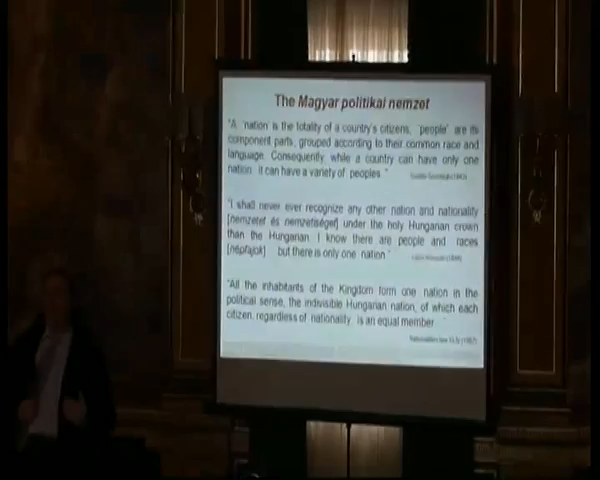 The Magyar politikai nemzet
"A 'nation' is the totality of a country's citizens, 'people' are its
component parts, grouped according to their common race and
language. Consequently, while a country can have only one
nation, it can have a variety of peoples."
"I shall never ever recognize any other nation and nationality
[nemzetet és nemzetiséget] under the holy Hungarian crown
than the Hungarian. I know there are people and races
[népfajok] but there is only one nation"
"All the inhabitants of the Kingdom form one nation in the
political sense, the indivisible Hungarian nation, of which each
citizen, regardless of nationality, is an equal member